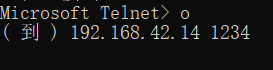 Microsoft Telnet> o
( 到 ) 192.168.42.14 1234